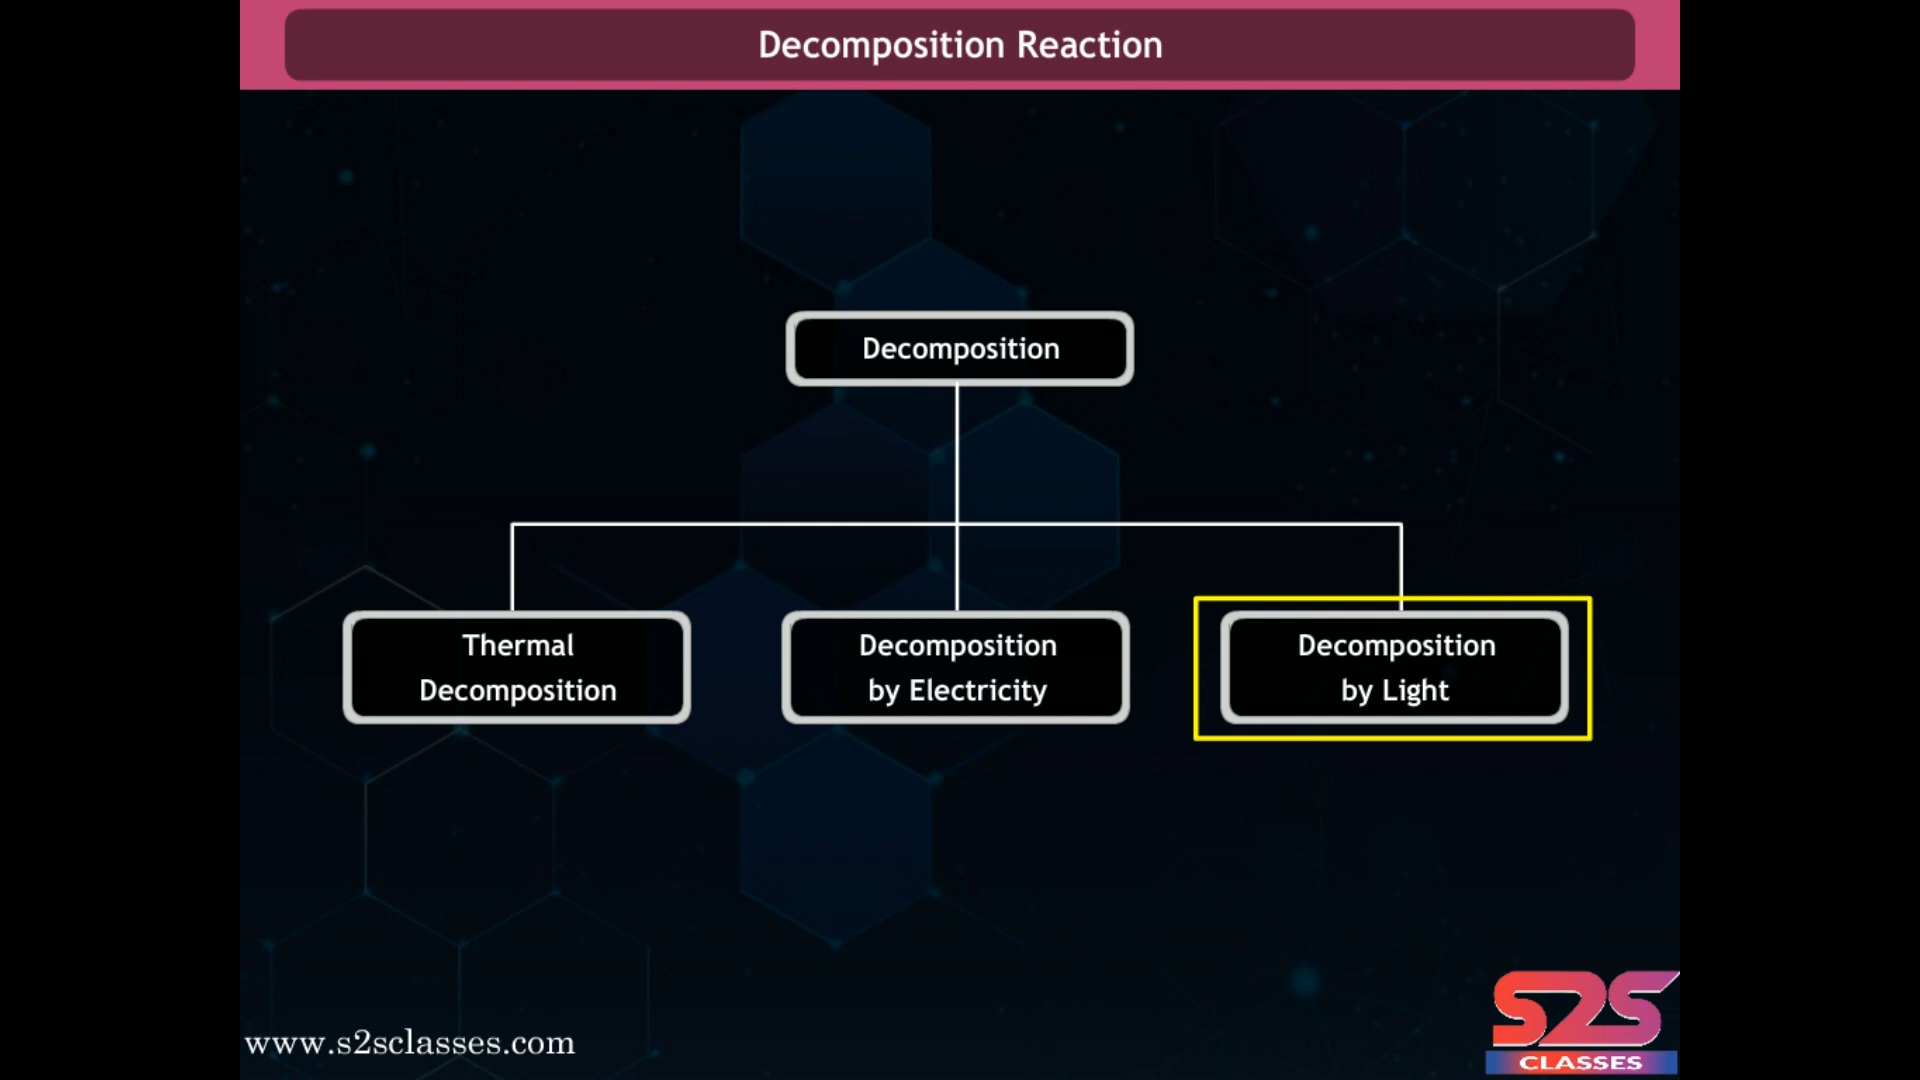 Decomposition Reaction
Decomposition
Thermal
Decomposition
Decomposition
by Electricity
Decomposition
by Light
www.s2sclasses.com
S2S
CLASSES